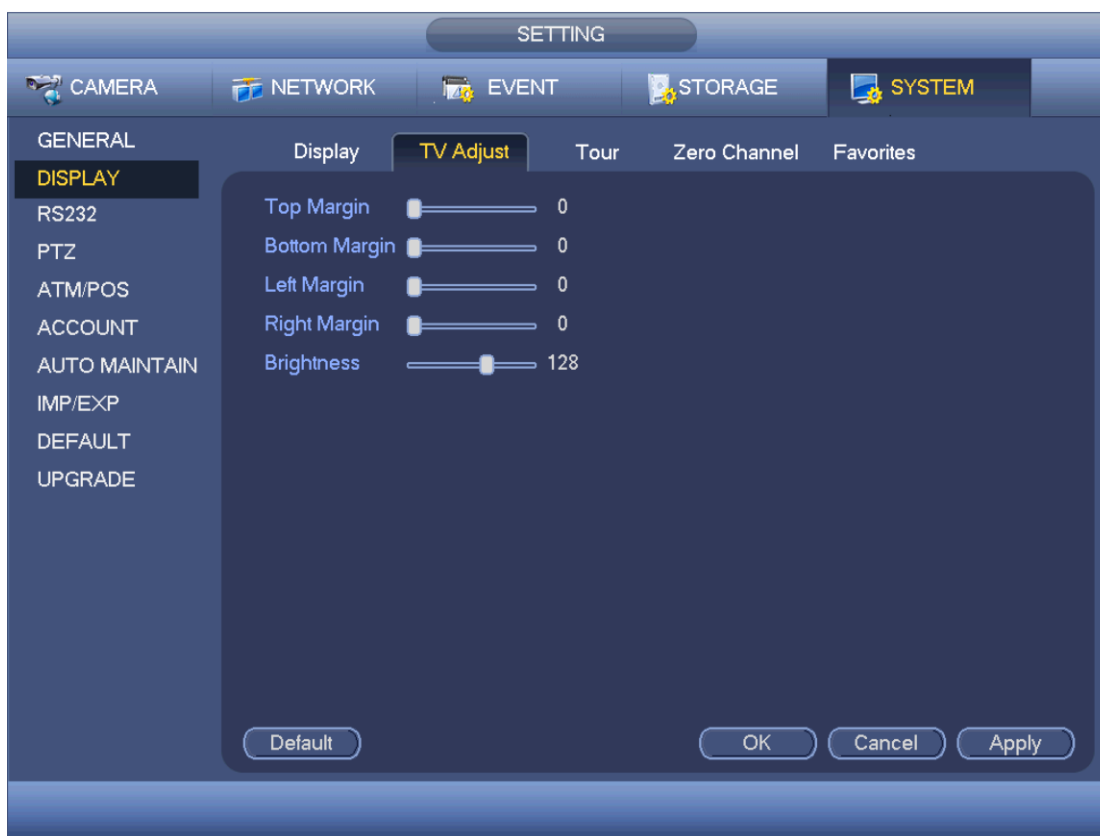 SETTING
CAMERA NETWORK EVENT STORAGE SYSTEM
GENERAL
DISPLAY
RS232
PTZ
ATM/POS
ACCOUNT
AUTO MAINTAIN
IMP/EXP
DEFAULT
UPGRADE
Display TV Adjust Tour Zero Channel Favorites
Top Margin 0
Bottom Margin 0
Left Margin 0
Right Margin 0
Brightness 128
Default OK Cancel Apply